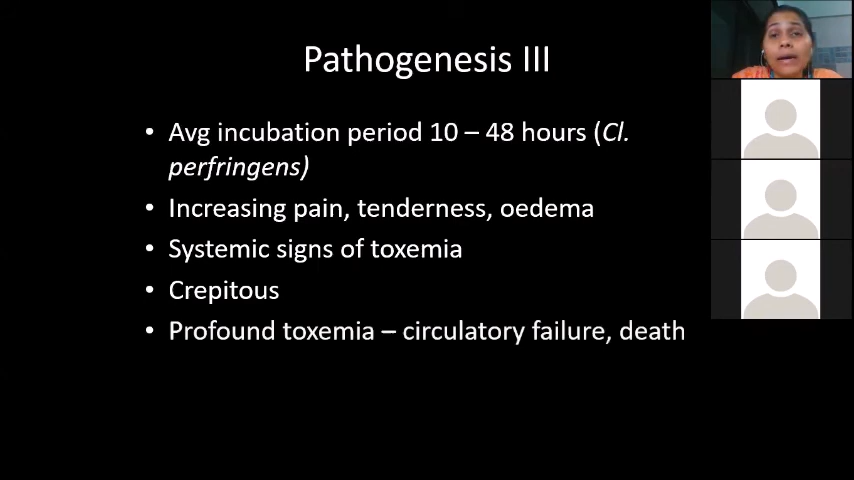 Pathogenesis III
• Avg incubation period 10 – 48 hours (Cl.
perfringens)
• Increasing pain, tenderness, oedema
• Systemic signs of toxemia
• Crepitous
• Profound toxemia – circulatory failure, death